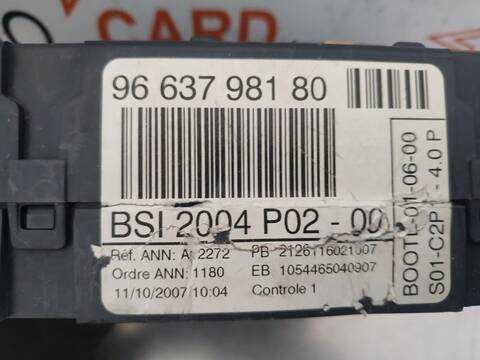 CARD
96 637 981 80
BSI 2004 P02 - 00
Réf. ANN: A 2272 PB 2126116021007
Ordre ANN: 1180 EB 1054465040907
11/10/2007 10:04 Controle 1
BOOTL-01-06-00
S01-C2P - 4.0 P